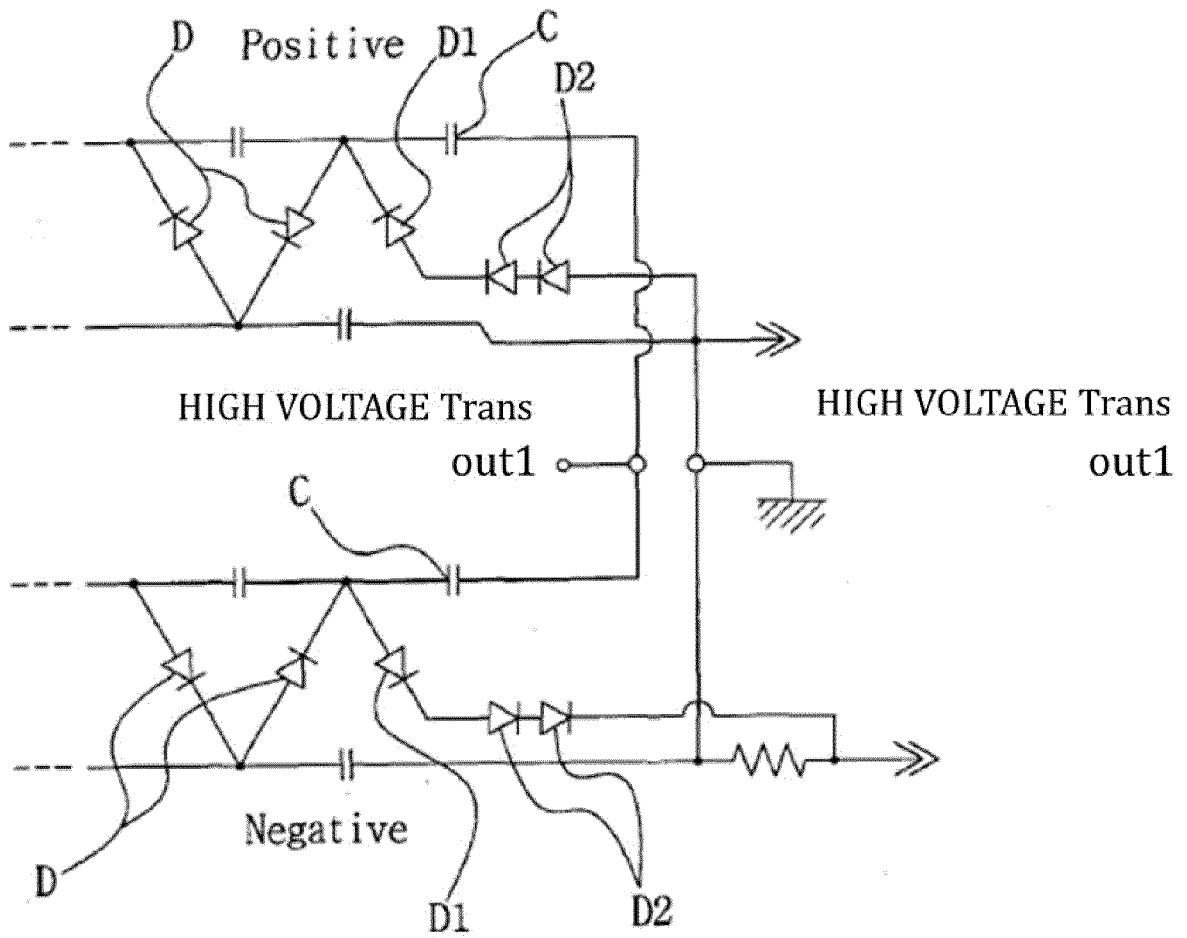 D Positive D1 C
D2
HIGH VOLTAGE Trans
out1
HIGH VOLTAGE Trans
out1
C
Negative
D
D1
D2